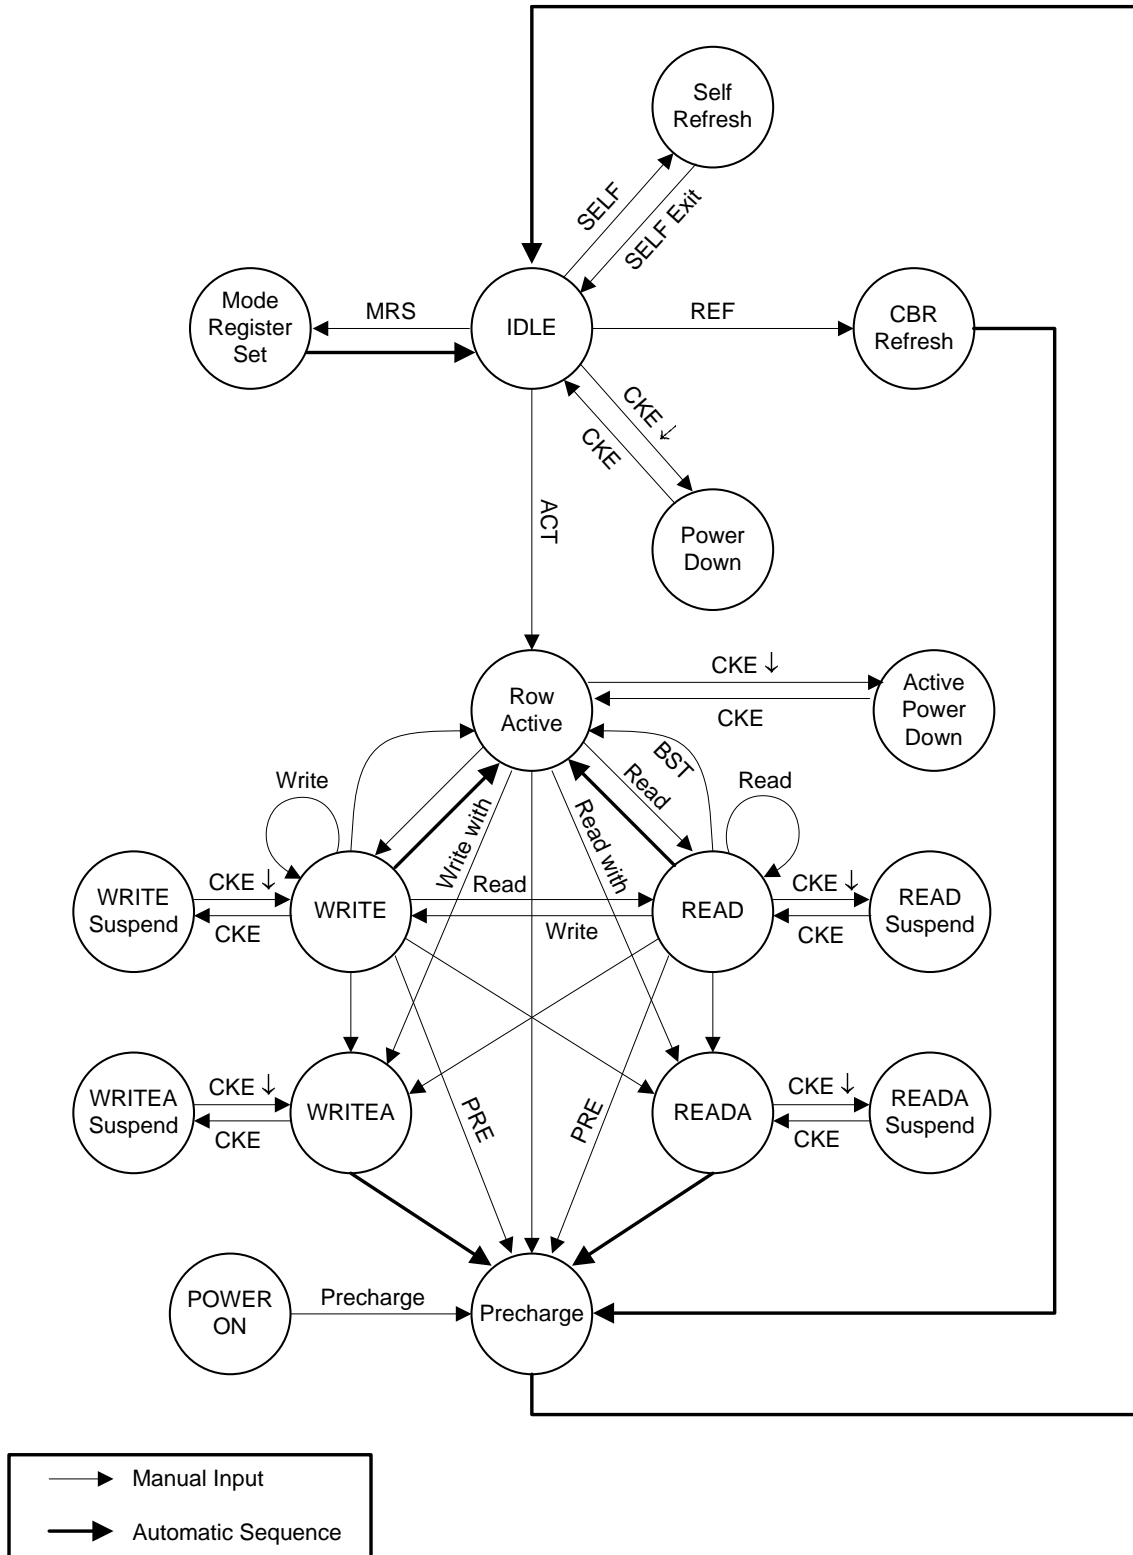 Self
Refresh
SELF
SELF Exit
Mode
Register
Set
MRS
IDLE
REF
CBR
Refresh
CKE ↓
CKE
Power
Down
ACT
Row
Active
CKE ↓
CKE
Active
Power
Down
BST
Read
Write
Read
Write with
Read with
WRITE
Suspend
CKE ↓
CKE
WRITE
Read
Write
READ
CKE ↓
CKE
READ
Suspend
WRITEA
Suspend
CKE ↓
CKE
WRITEA
PRE
PRE
READA
CKE ↓
CKE
READA
Suspend
POWER
ON
Precharge
Precharge
Manual Input
Automatic Sequence